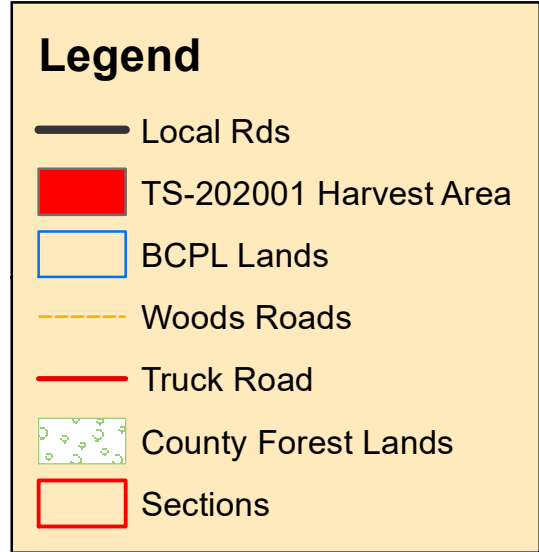 Legend
Local Rds
TS-202001 Harvest Area
BCPL Lands
Woods Roads
Truck Road
County Forest Lands
Sections